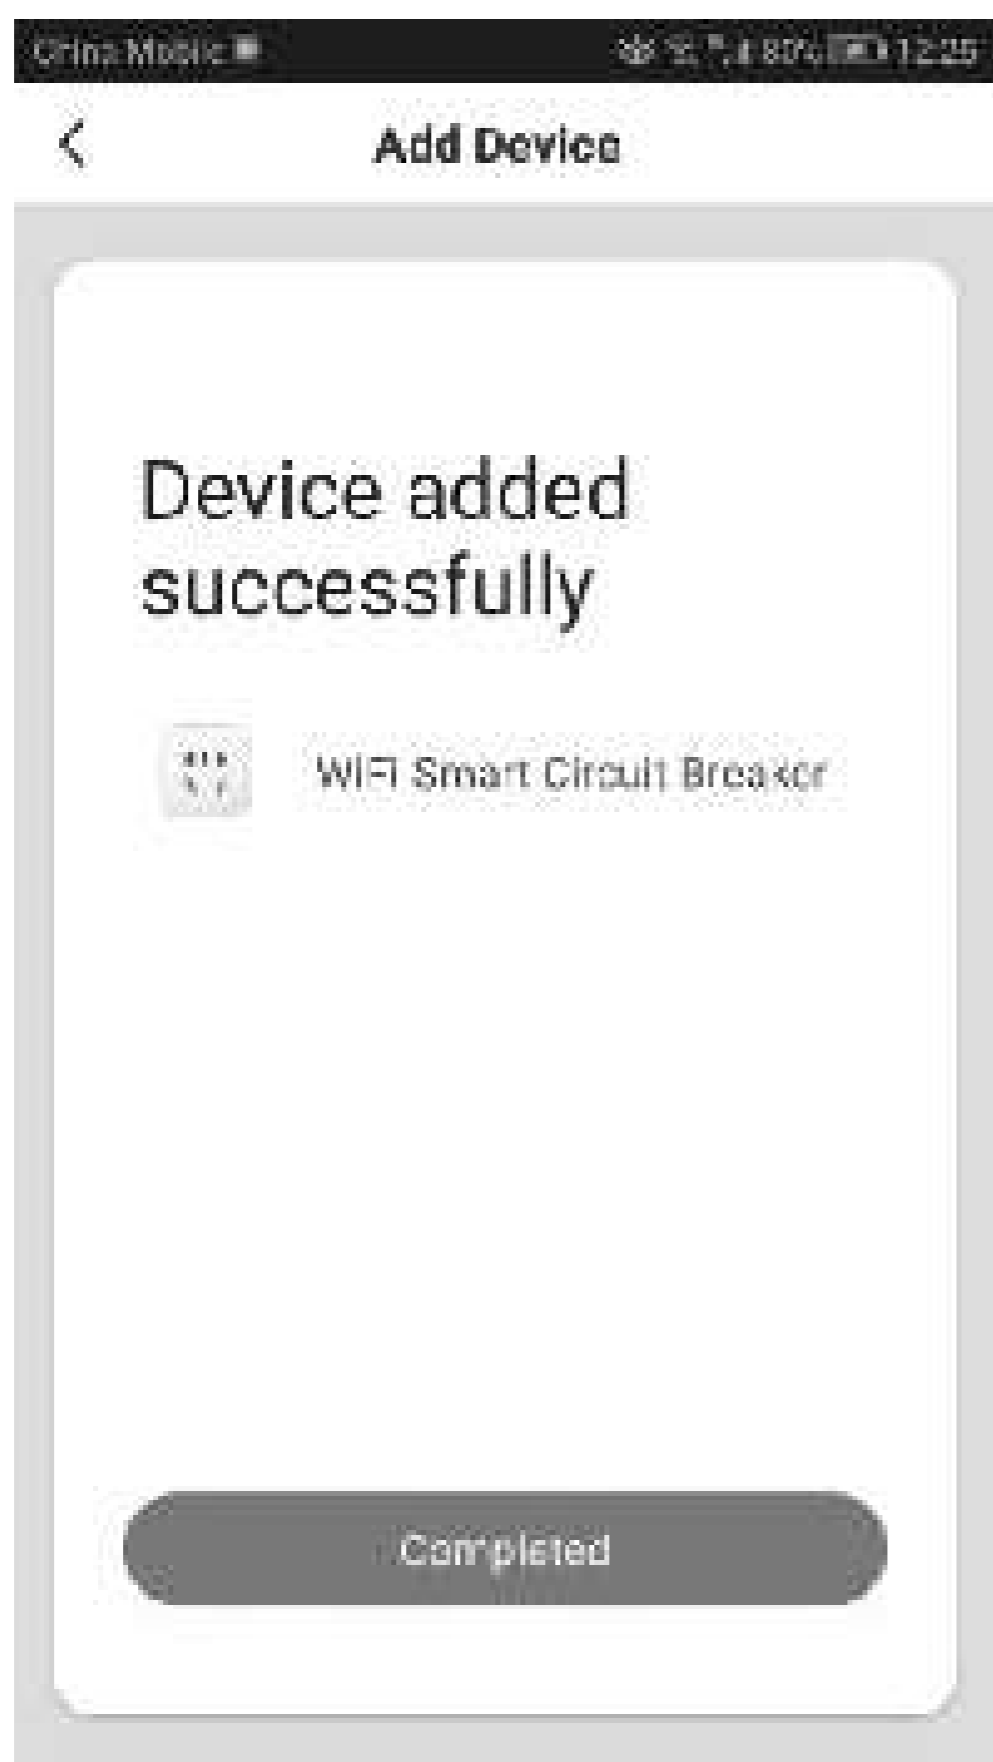 China Mobile
80% 12:25
Add Device
Device added
successfully
WIFI Smart Circuit Breaker
Completed